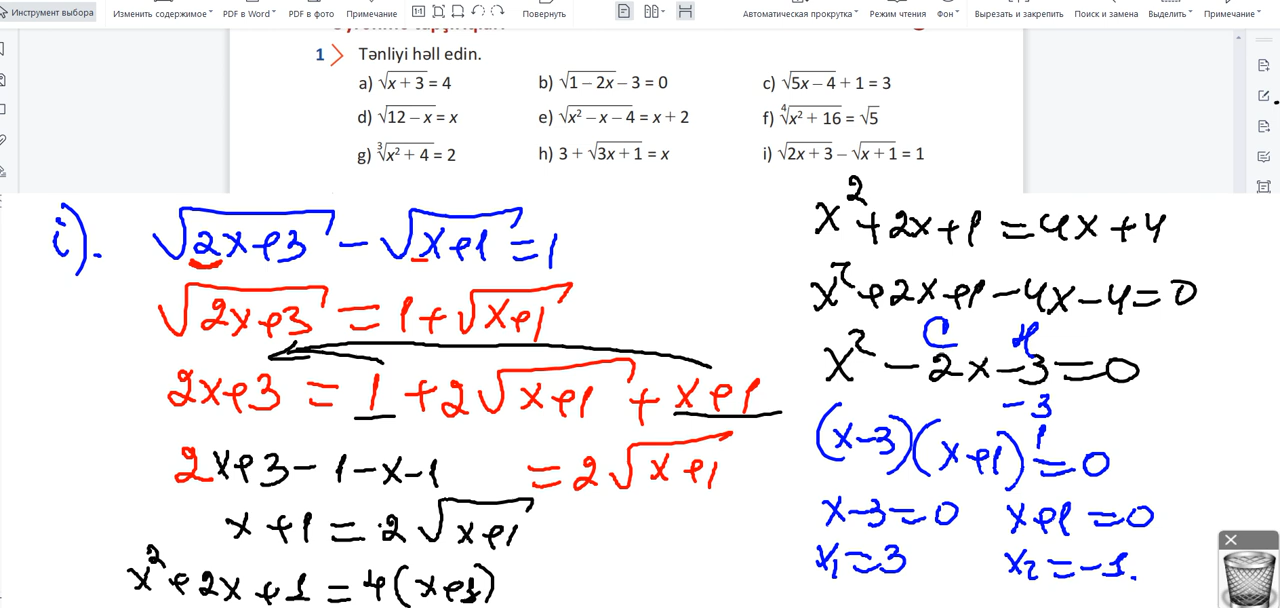 Инструмент выбора
Изменить содержимое
PDF в Word
PDF в фото
Примечание
1:1
Повернуть
Автоматическая прокрутка
Режим чтения
Фон
Вырезать и закрепить
Поиск и замена
Выделить
Примечание
1 Tənliyi həll edin.
a) √(x + 3) = 4 b) √(1 – 2x) – 3 = 0 c) √(5x – 4) + 1 = 3
d) √(12 – x) = x e) √(x² – x – 4) = x + 2 f) ⁴√(x² + 16) = √5
g) ³√(x² + 4) = 2 h) 3 + √(3x + 1) = x i) √(2x + 3) – √(x + 1) = 1
i). √(2x+3) – √(x+1) = 1
√(2x+3) = 1+√(x+1)
2x+3 = 1 +2√(x+1) + x+1
2x+3–1–x–1 = 2√(x+1)
x+1 = 2√(x+1)
x²+2x+1 = 4(x+1)
x²+2x+1 = 4x+4
x²+2x+1–4x–4=0
C H
x² – 2x – 3 = 0
–3
1
(x–3)(x+1) = 0
x–3=0 x+1=0
x₁=3 x₂=–1.